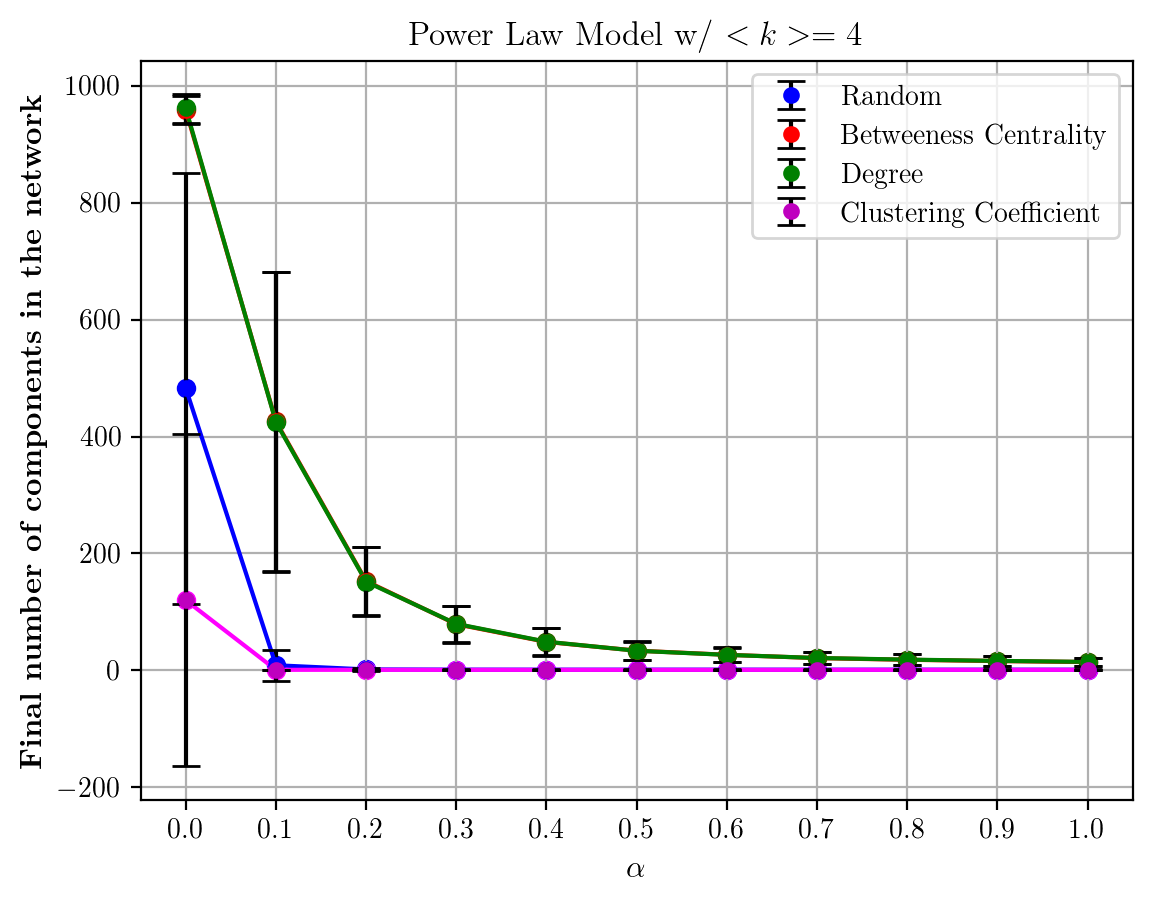 Power Law Model w/ < k >= 4
Final number of components in the network
1000
800
600
400
200
0
−200
Random
Betweeness Centrality
Degree
Clustering Coefficient
0.0 0.1 0.2 0.3 0.4 0.5 0.6 0.7 0.8 0.9 1.0
α